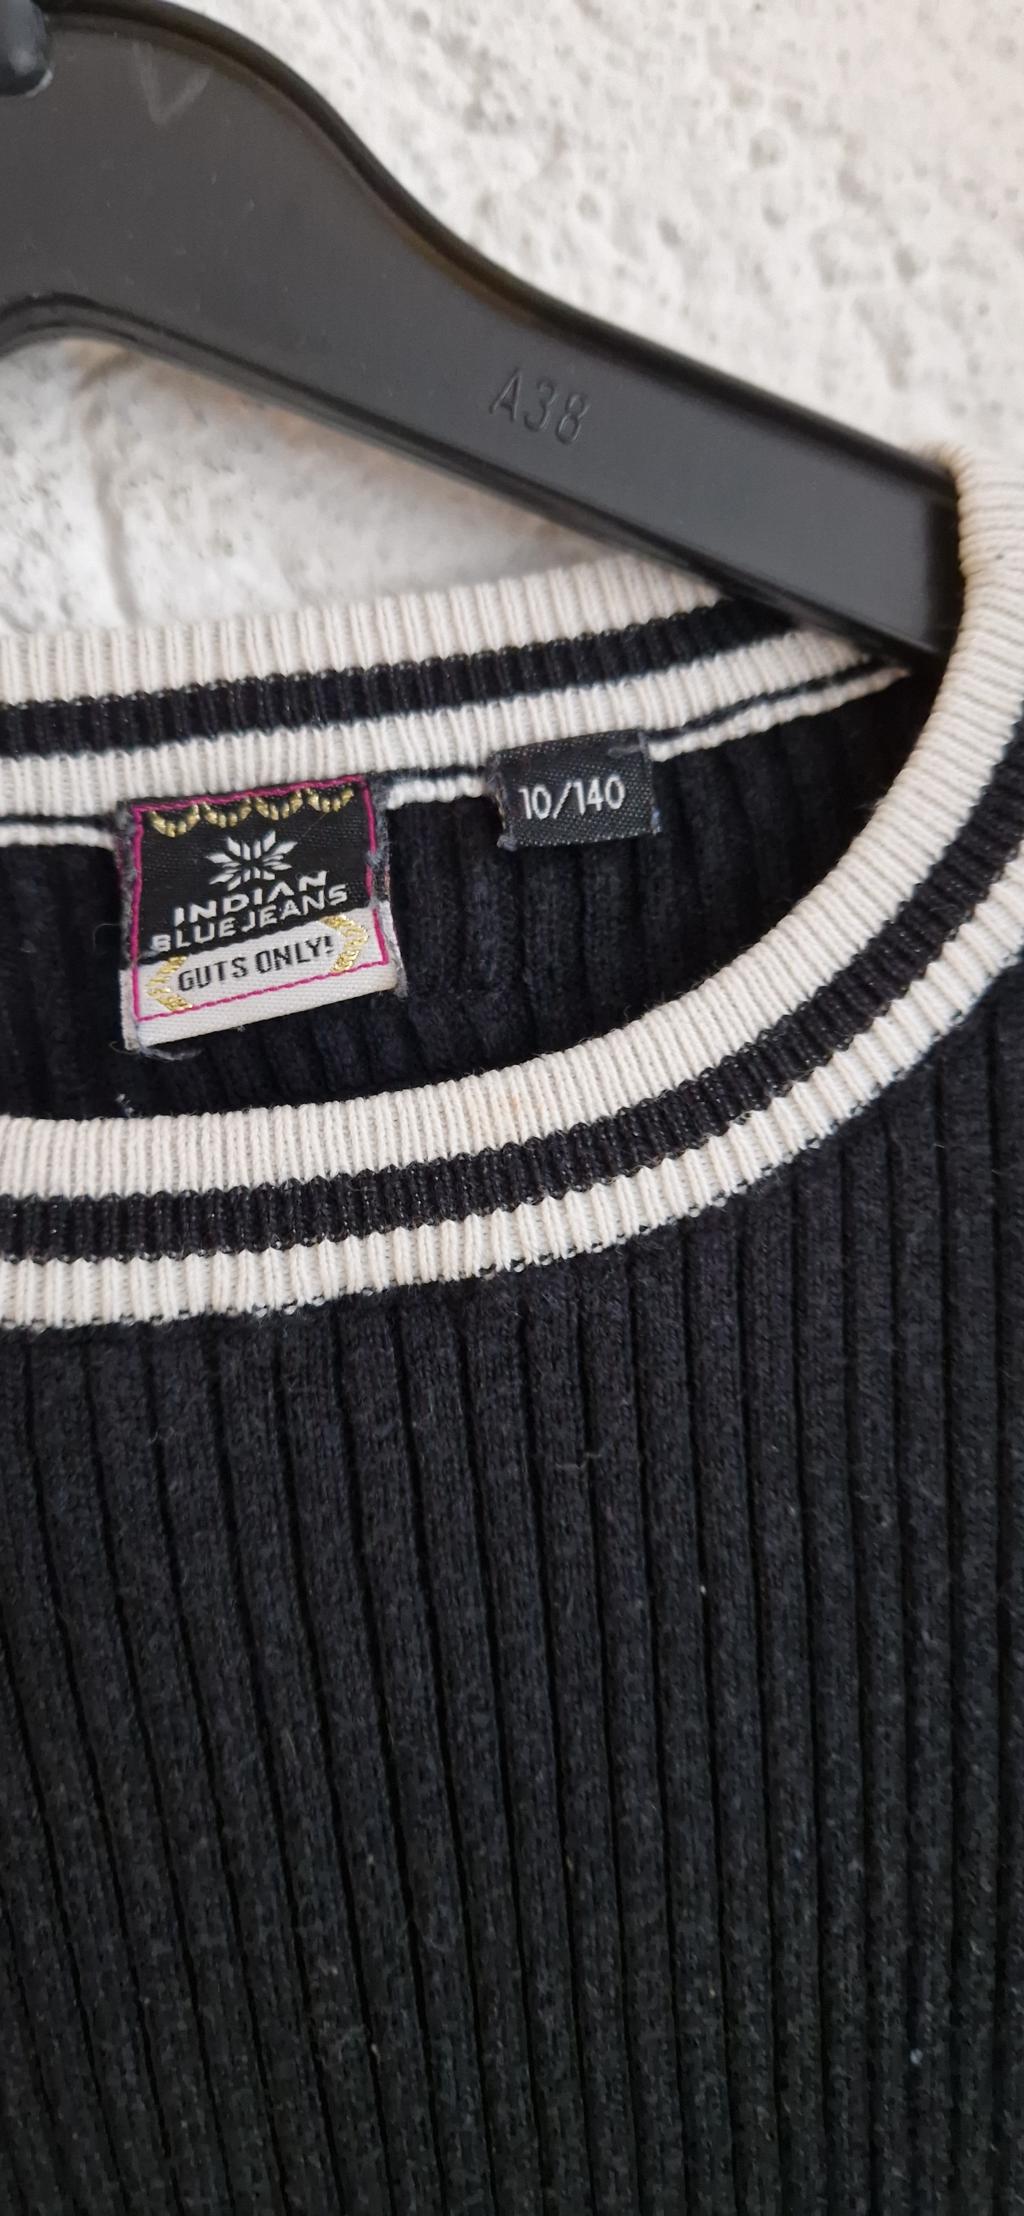 A38
10/140
INDIAN
BLUE JEANS
GUTS ONLY!